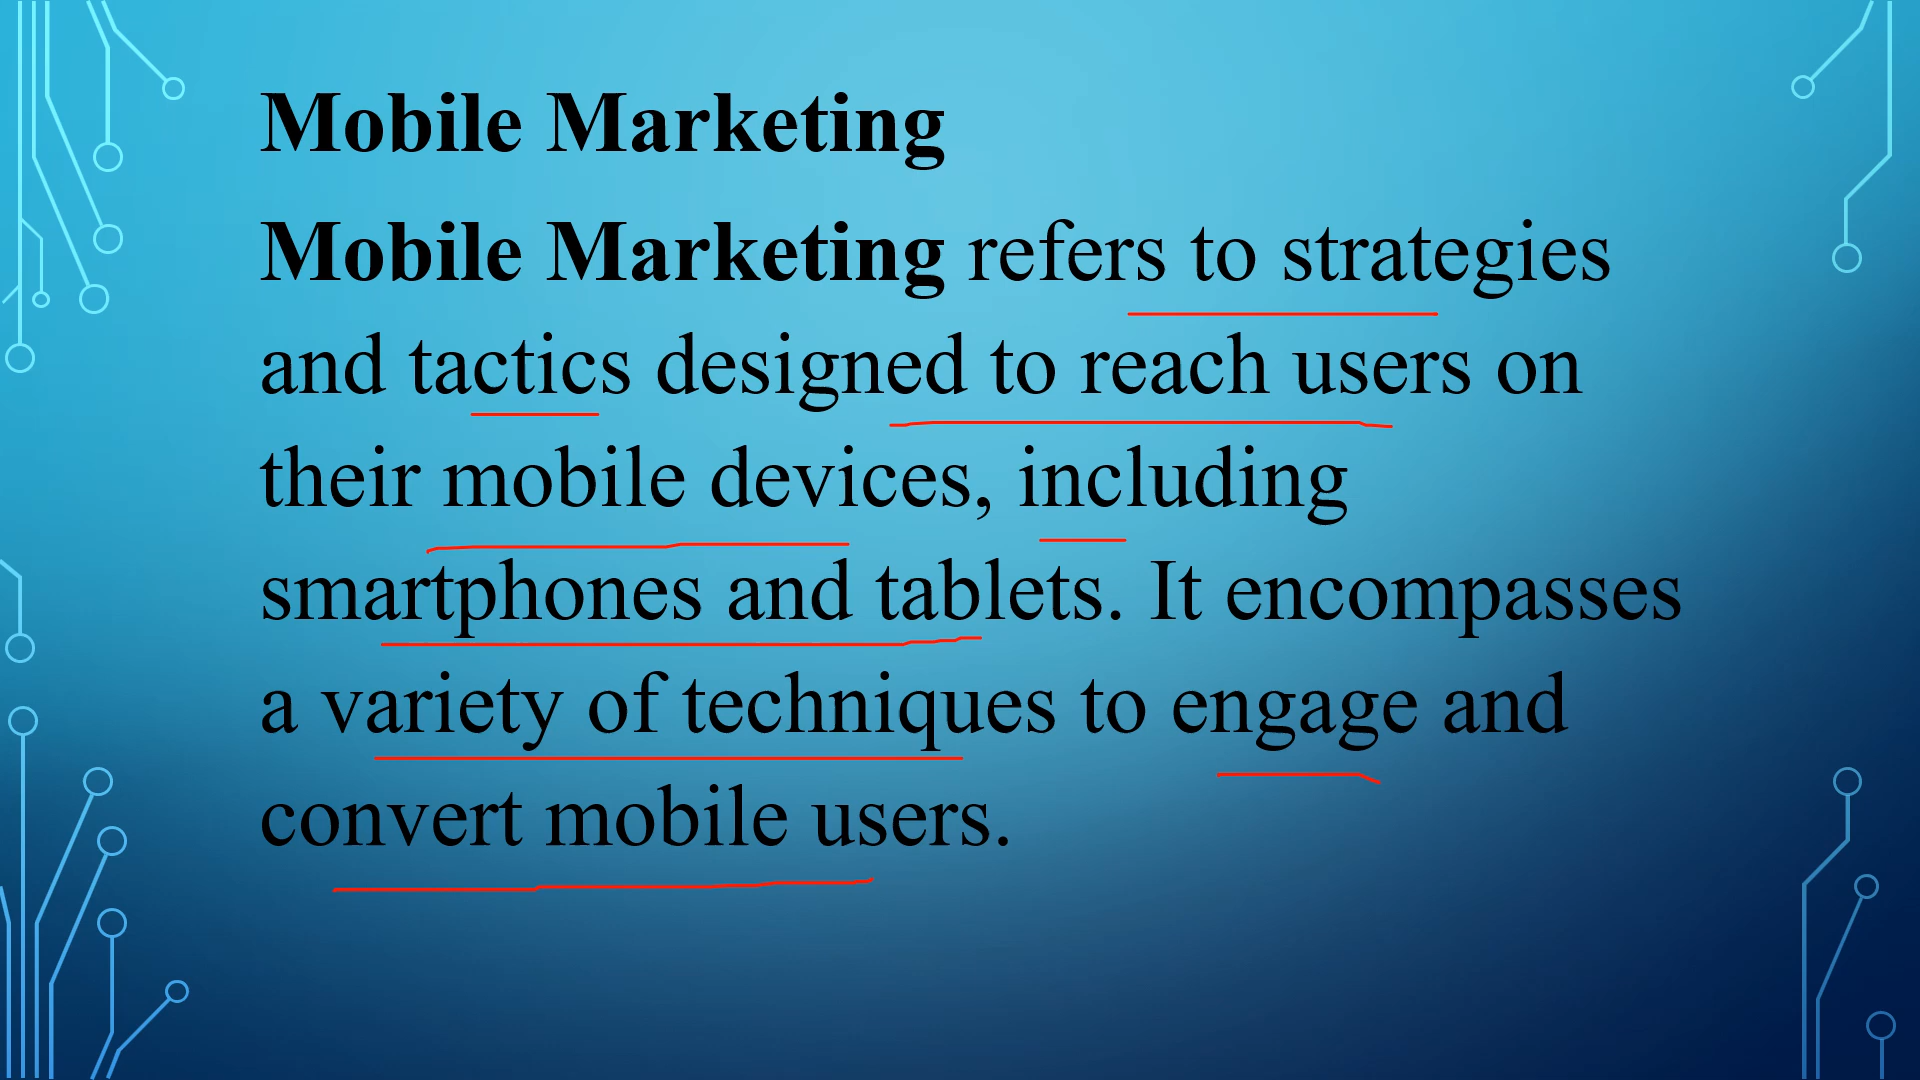 Mobile Marketing
Mobile Marketing refers to strategies
and tactics designed to reach users on
their mobile devices, including
smartphones and tablets. It encompasses
a variety of techniques to engage and
convert mobile users.